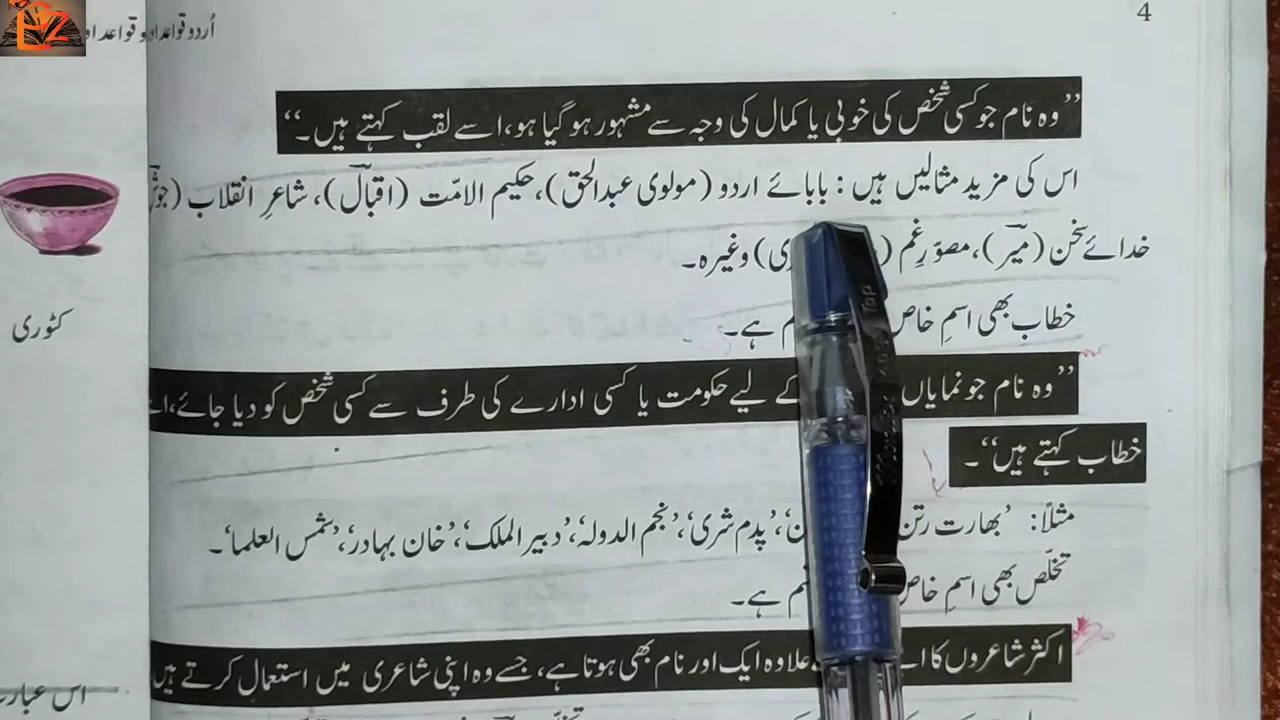 4
اُردو قواعد او
و قواعد او
”وہ نام جو کسی شخص کی خوبی یا کمال کی وجہ سے مشہور ہو گیا ہو، اسے لقب کہتے ہیں۔“
اس کی مزید مثالیں ہیں: بابائے اردو (مولوی عبدالحق)، حکیم الامّت (اقبالؔ)، شاعرِ انقلاب (
خدائے سخن (میرؔ)، مصوّرِ غم ( ) وغیرہ۔
خطاب بھی اسمِ خاص ہے۔
”وہ نام جو نمایاں کے لیے حکومت یا کسی ادارے کی طرف سے کسی شخص کو دیا جائے،
خطاب کہتے ہیں“۔
مثلاً: ’بھارت رتن ’پدم شری‘، ’نجم الدولہ‘، ’دبیر الملک‘، ’خان بہادر‘، ’شمس العلما‘۔
تخلّص بھی اسمِ خاص ہے۔
اکثر شاعروں کا علاوہ ایک اور نام بھی ہوتا ہے، جسے وہ اپنی شاعری میں استعمال کرتے ہیں
کٹوری
اس عبارت